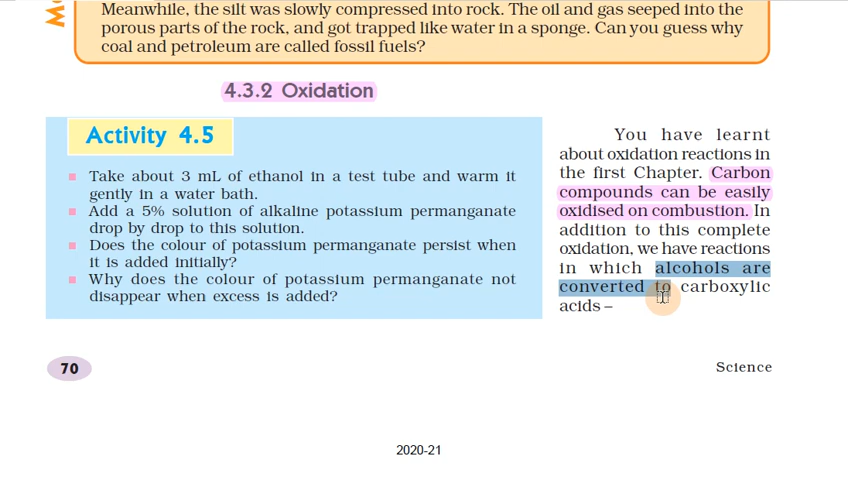 Meanwhile, the silt was slowly compressed into rock. The oil and gas seeped into the
porous parts of the rock, and got trapped like water in a sponge. Can you guess why
coal and petroleum are called fossil fuels?
4.3.2 Oxidation
Activity 4.5
Take about 3 mL of ethanol in a test tube and warm it
gently in a water bath.
Add a 5% solution of alkaline potassium permanganate
drop by drop to this solution.
Does the colour of potassium permanganate persist when
it is added initially?
Why does the colour of potassium permanganate not
disappear when excess is added?
You have learnt
about oxidation reactions in
the first Chapter. Carbon
compounds can be easily
oxidised on combustion. In
addition to this complete
oxidation, we have reactions
in which alcohols are
converted to carboxylic
acids –
70
Science
2020-21